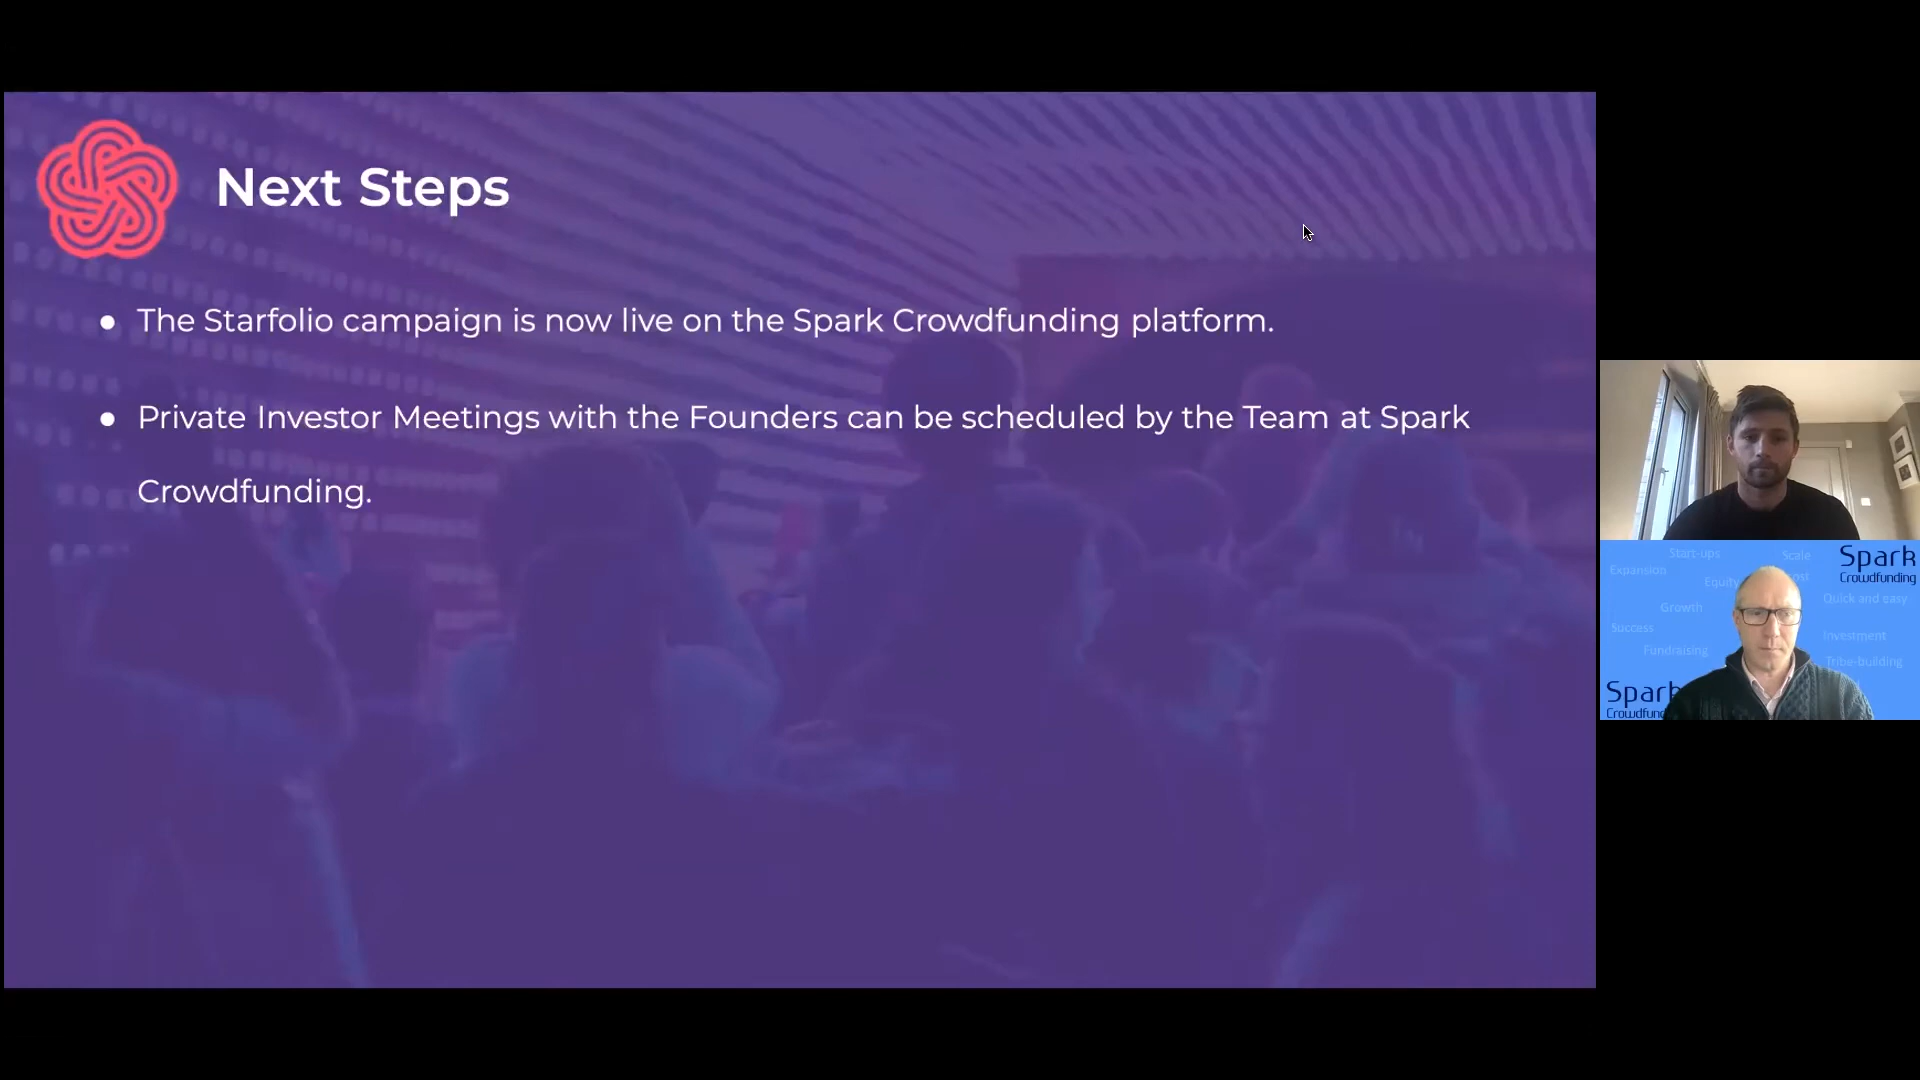 Next Steps
● The Starfolio campaign is now live on the Spark Crowdfunding platform.
● Private Investor Meetings with the Founders can be scheduled by the Team at Spark
Crowdfunding.
Start-ups
Scale
Spark
Crowdfunding
Expansion
Equity
Quick and easy
Growth
Success
Investment
Fundraising
Tribe-building
Spark